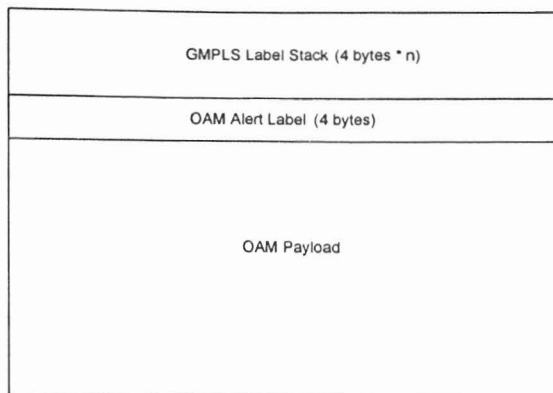 GMPLS Label Stack (4 bytes * n)
OAM Alert Label (4 bytes)
OAM Payload